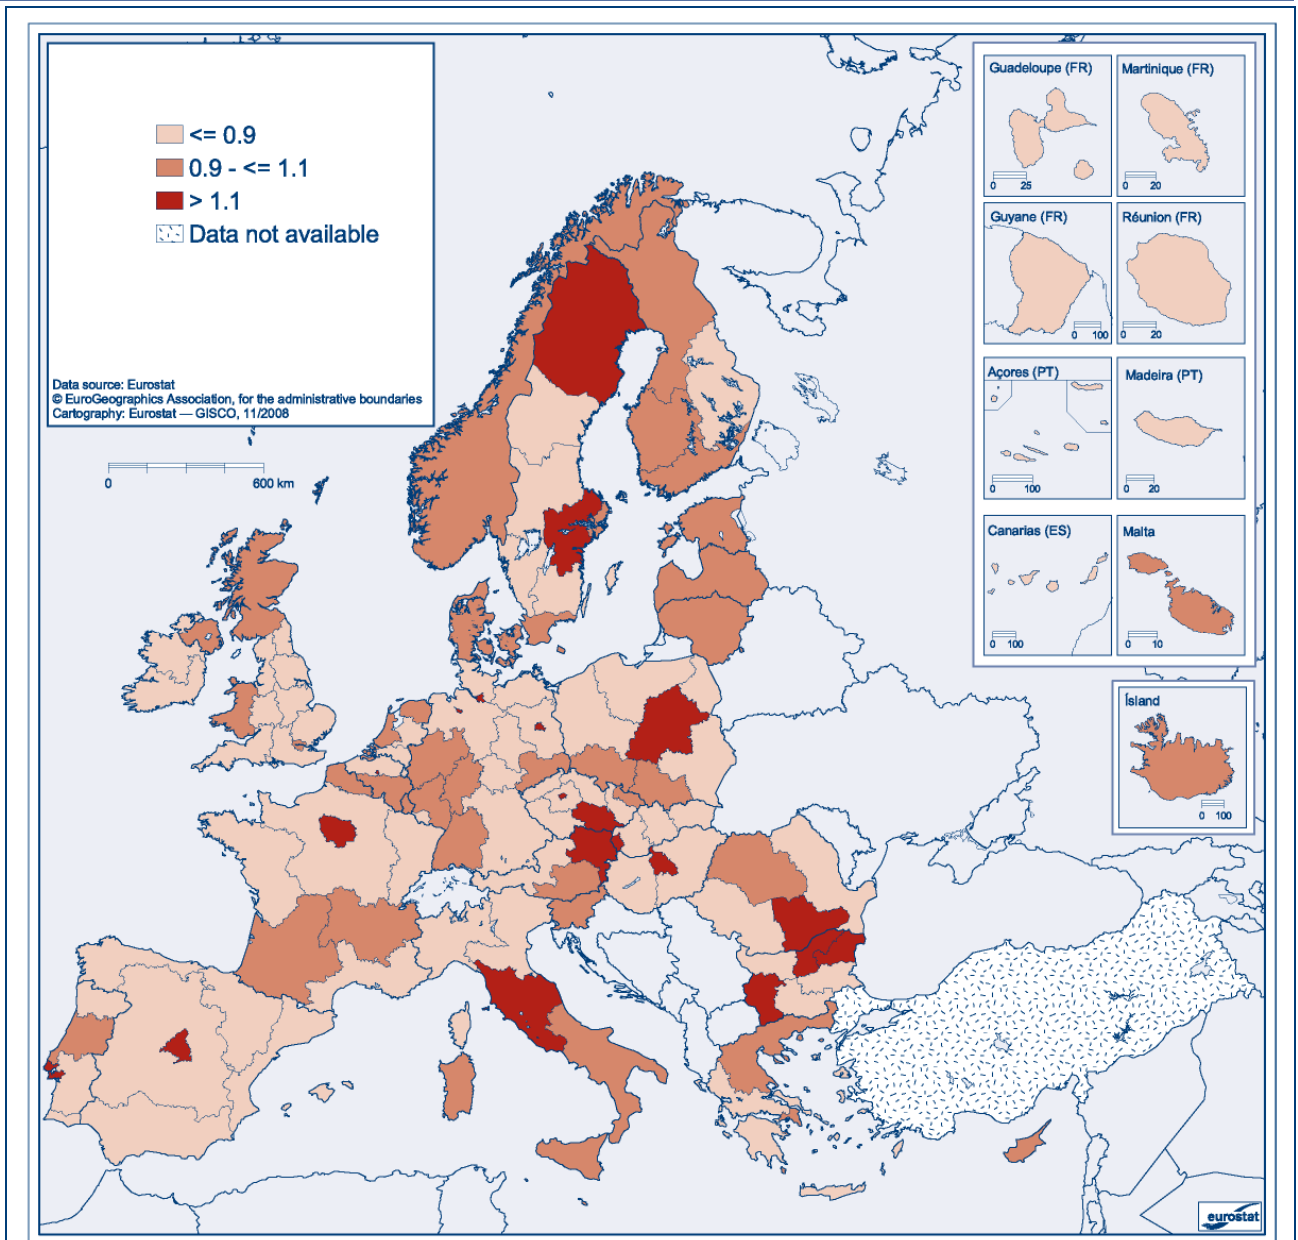 <= 0.9
0.9 - <= 1.1
> 1.1
Data not available
Data source: Eurostat
© EuroGeographics Association, for the administrative boundaries
Cartography: Eurostat — GISCO, 11/2008
0 600 km
Guadeloupe (FR)
0 25
Martinique (FR)
0 20
Guyane (FR)
0 100
Réunion (FR)
0 20
Açores (PT)
0 100
Madeira (PT)
0 20
Canarias (ES)
0 100
Malta
0 10
Ísland
0 100
eurostat